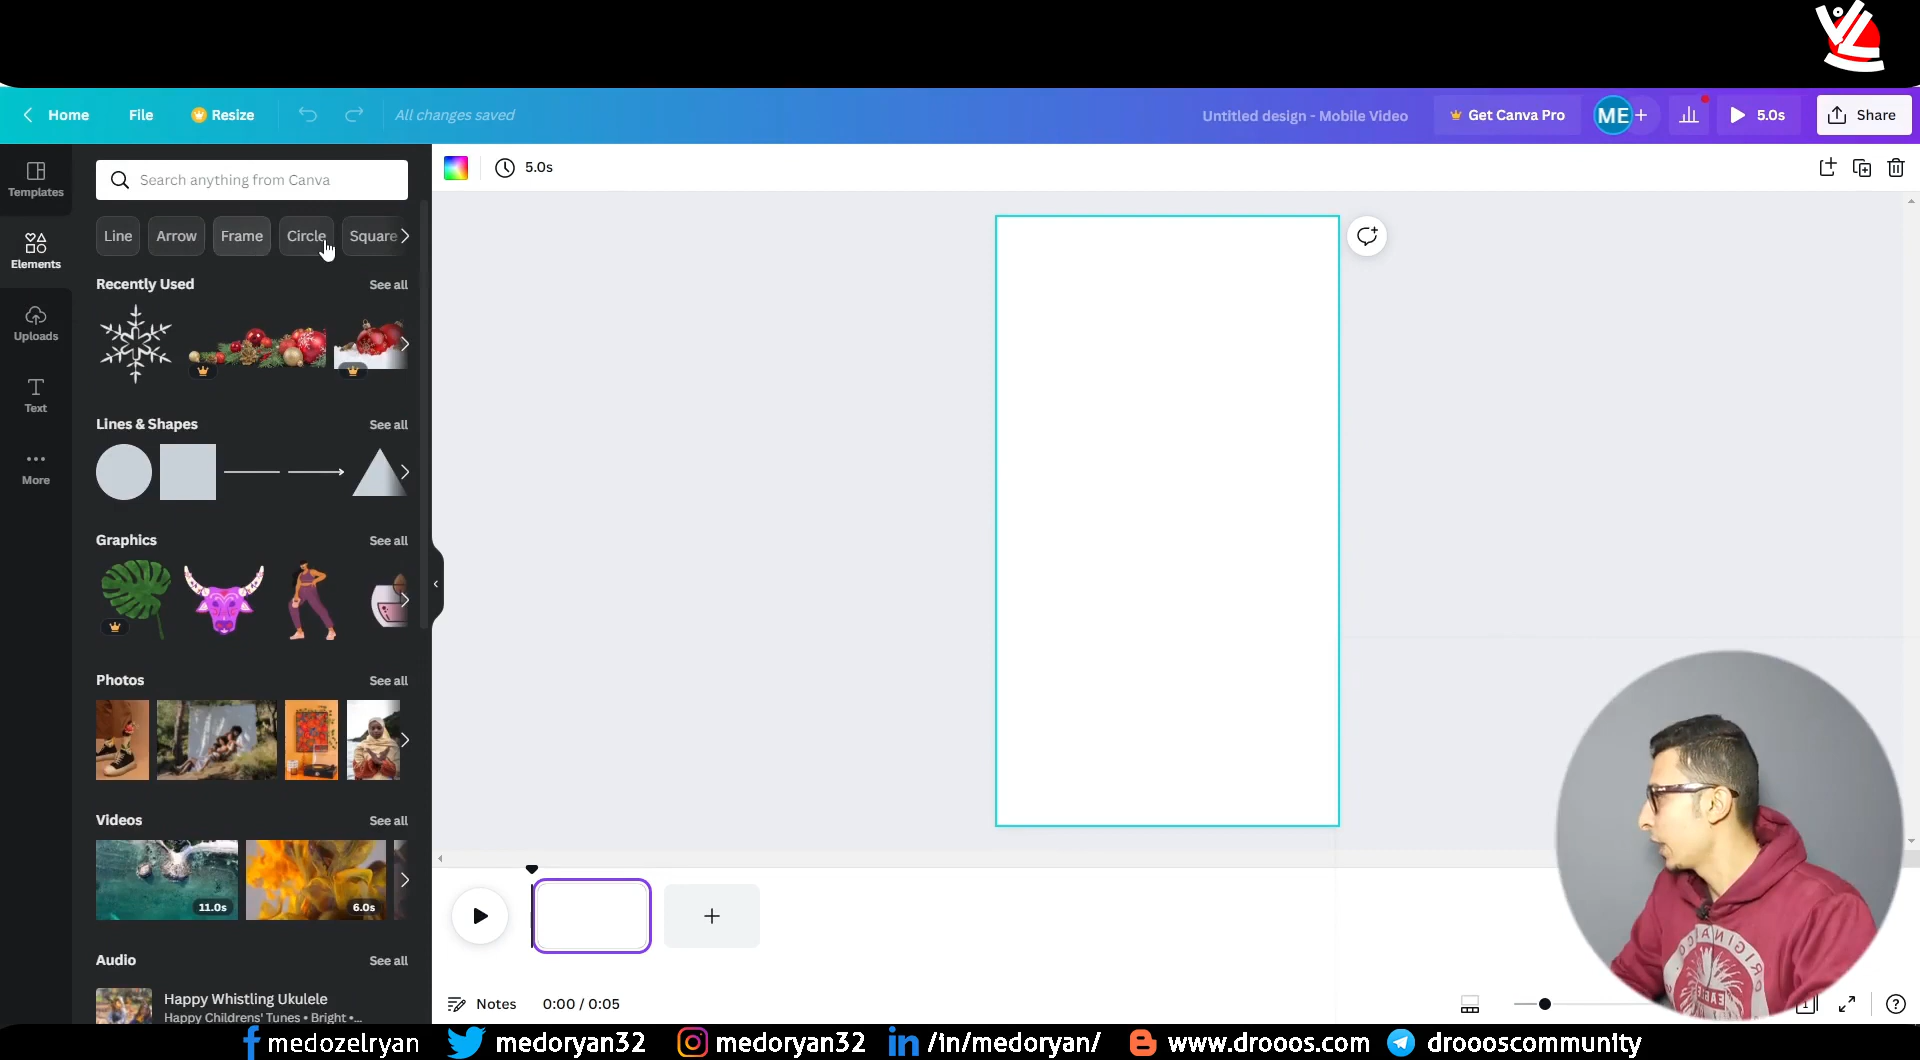 Home File Resize All changes saved Untitled design - Mobile Video Get Canva Pro ME + 5.0s Share
Templates
Elements
Uploads
Text
More
Search anything from Canva
Line Arrow Frame Circle Square
Recently Used See all
Lines & Shapes See all
Graphics See all
Photos See all
Videos See all
11.0s 6.0s
Audio See all
Happy Whistling Ukulele
Happy Childrens' Tunes • Bright •...
5.0s
Notes 0:00 / 0:05
1
medozelryan medoryan32 medoryan32 /in/medoryan/ www.drooos.com droooscommunity